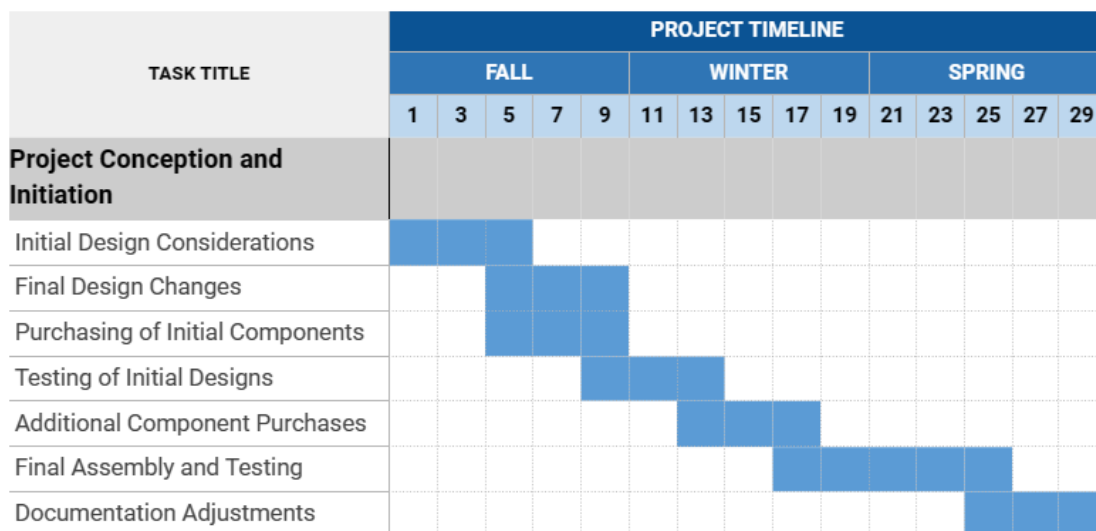 PROJECT TIMELINE
TASK TITLE
FALL WINTER SPRING
1 3 5 7 9 11 13 15 17 19 21 23 25 27 29
Project Conception and
Initiation
Initial Design Considerations
Final Design Changes
Purchasing of Initial Components
Testing of Initial Designs
Additional Component Purchases
Final Assembly and Testing
Documentation Adjustments